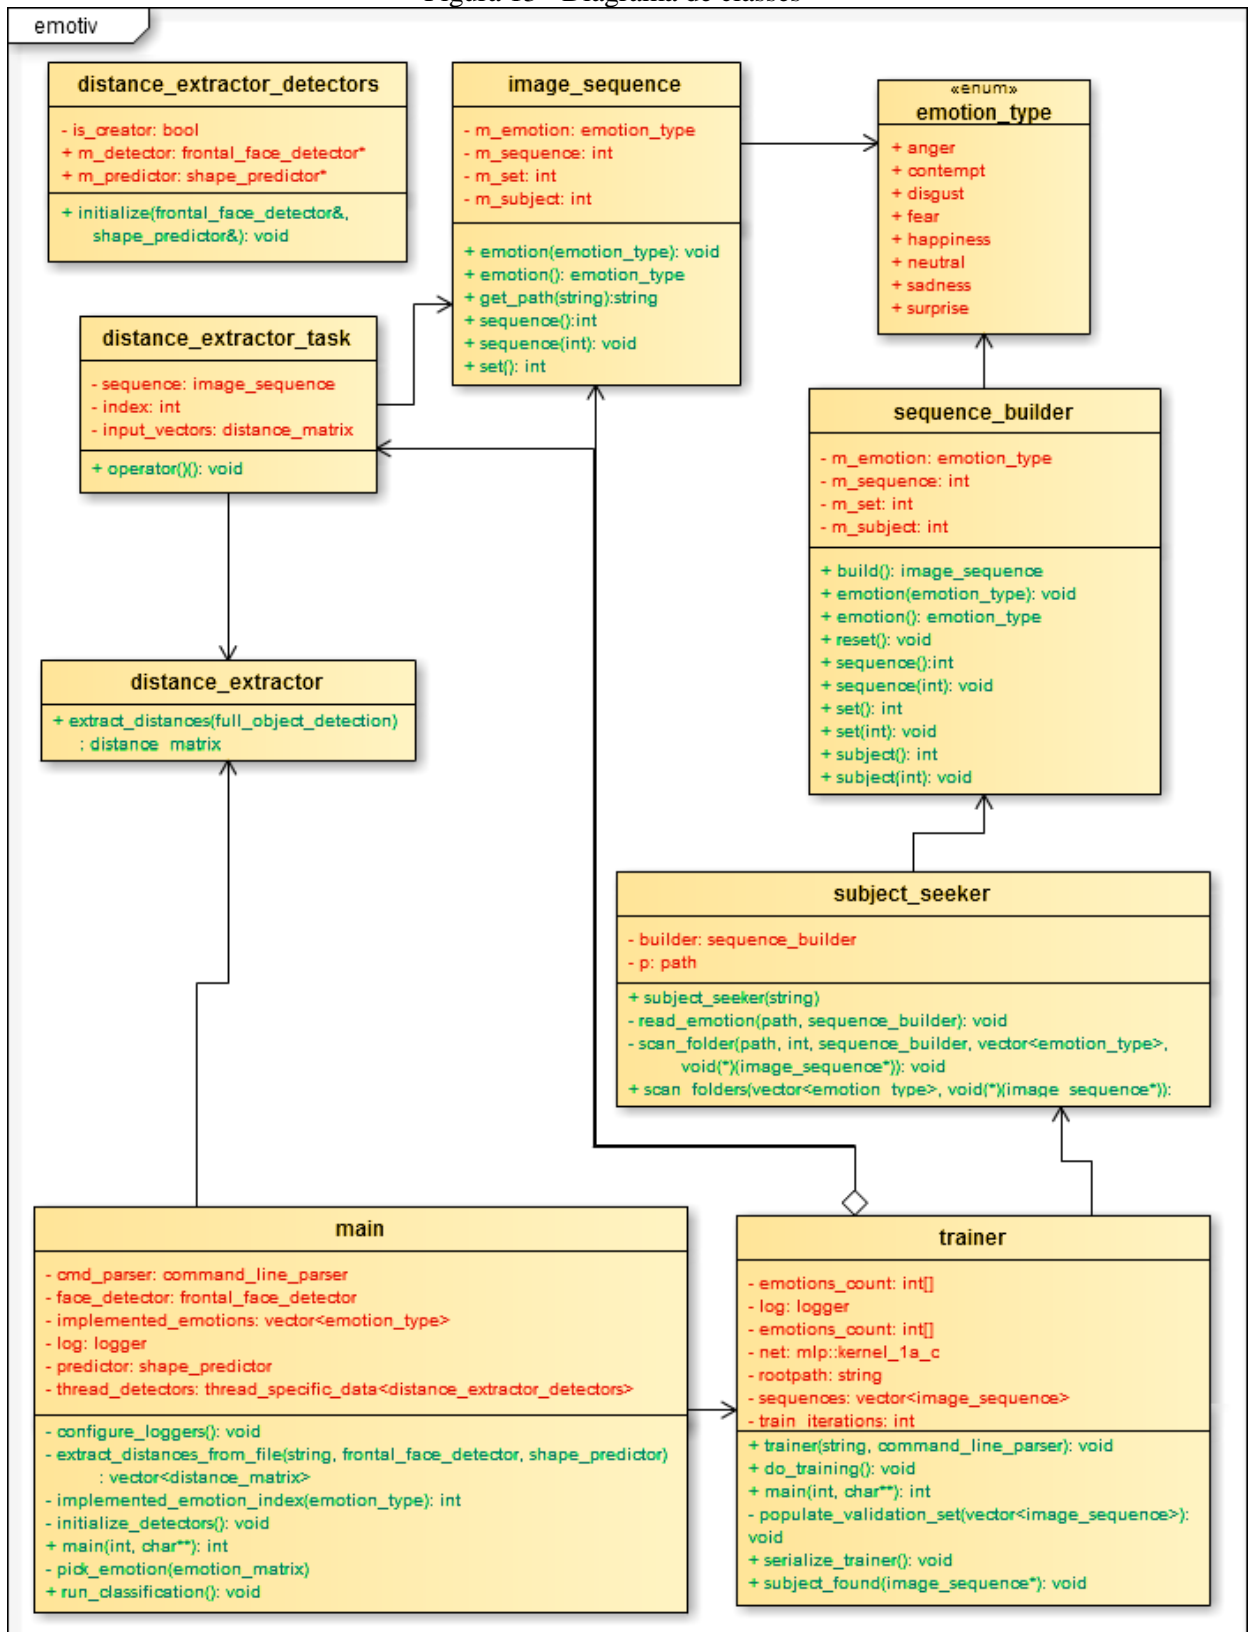 Figura 13 - Diagrama de classes
emotiv
distance_extractor_detectors
- is_creator: bool
+ m_detector: frontal_face_detector*
+ m_predictor: shape_predictor*
+ initialize(frontal_face_detector&,
shape_predictor&): void
image_sequence
- m_emotion: emotion_type
- m_sequence: int
- m_set: int
- m_subject: int
+ emotion(emotion_type): void
+ emotion(): emotion_type
+ get_path(string):string
+ sequence():int
+ sequence(int): void
+ set(): int
«enum»
emotion_type
+ anger
+ contempt
+ disgust
+ fear
+ happiness
+ neutral
+ sadness
+ surprise
distance_extractor_task
- sequence: image_sequence
- index: int
- input_vectors: distance_matrix
+ operator()(): void
sequence_builder
- m_emotion: emotion_type
- m_sequence: int
- m_set: int
- m_subject: int
+ build(): image_sequence
+ emotion(emotion_type): void
+ emotion(): emotion_type
+ reset(): void
+ sequence():int
+ sequence(int): void
+ set(): int
+ set(int): void
+ subject(): int
+ subject(int): void
distance_extractor
+ extract_distances(full_object_detection)
: distance_matrix
subject_seeker
- builder: sequence_builder
- p: path
+ subject_seeker(string)
- read_emotion(path, sequence_builder): void
- scan_folder(path, int, sequence_builder, vector<emotion_type>,
void(*)(image_sequence*)): void
+ scan_folders(vector<emotion_type>, void(*)(image_sequence*)):
main
- cmd_parser: command_line_parser
- face_detector: frontal_face_detector
- implemented_emotions: vector<emotion_type>
- log: logger
- predictor: shape_predictor
- thread_detectors: thread_specific_data<distance_extractor_detectors>
- configure_loggers(): void
- extract_distances_from_file(string, frontal_face_detector, shape_predictor)
: vector<distance_matrix>
- implemented_emotion_index(emotion_type): int
- initialize_detectors(): void
+ main(int, char**): int
- pick_emotion(emotion_matrix)
+ run_classification(): void
trainer
- emotions_count: int[]
- log: logger
- emotions_count: int[]
- net: mlp::kernel_1a_c
- rootpath: string
- sequences: vector<image_sequence>
- train_iterations: int
+ trainer(string, command_line_parser): void
+ do_training(): void
+ main(int, char**): int
- populate_validation_set(vector<image_sequence>):
void
+ serialize_trainer(): void
+ subject_found(image_sequence*): void